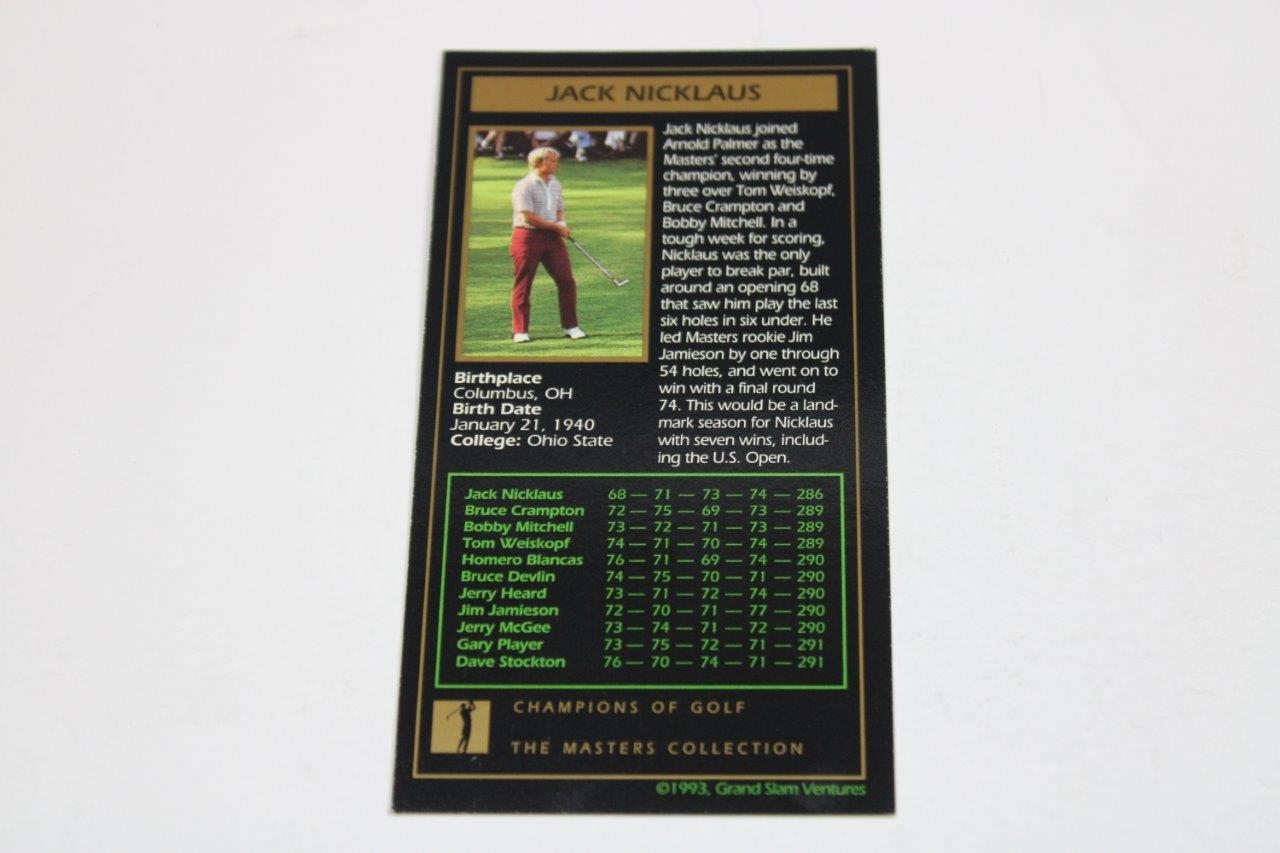 JACK NICKLAUS
Jack Nicklaus joined
Arnold Palmer as the
Masters' second four-time
champion, winning by
three over Tom Weiskopf,
Bruce Crampton and
Bobby Mitchell. In a
tough week for scoring,
Nicklaus was the only
player to break par, built
around an opening 68
that saw him play the last
six holes in six under. He
led Masters rookie Jim
Jamieson by one through
54 holes, and went on to
win with a final round
74. This would be a land-
mark season for Nicklaus
with seven wins, includ-
ing the U.S. Open.
Birthplace
Columbus, OH
Birth Date
January 21, 1940
College: Ohio State
Jack Nicklaus 68 — 71 — 73 — 74 — 286
Bruce Crampton 72 — 75 — 69 — 73 — 289
Bobby Mitchell 73 — 72 — 71 — 73 — 289
Tom Weiskopf 74 — 71 — 70 — 74 — 289
Homero Blancas 76 — 71 — 69 — 74 — 290
Bruce Devlin 74 — 75 — 70 — 71 — 290
Jerry Heard 73 — 71 — 72 — 74 — 290
Jim Jamieson 72 — 70 — 71 — 77 — 290
Jerry McGee 73 — 74 — 71 — 72 — 290
Gary Player 73 — 75 — 72 — 71 — 291
Dave Stockton 76 — 70 — 74 — 71 — 291
CHAMPIONS OF GOLF
THE MASTERS COLLECTION
©1993, Grand Slam Ventures